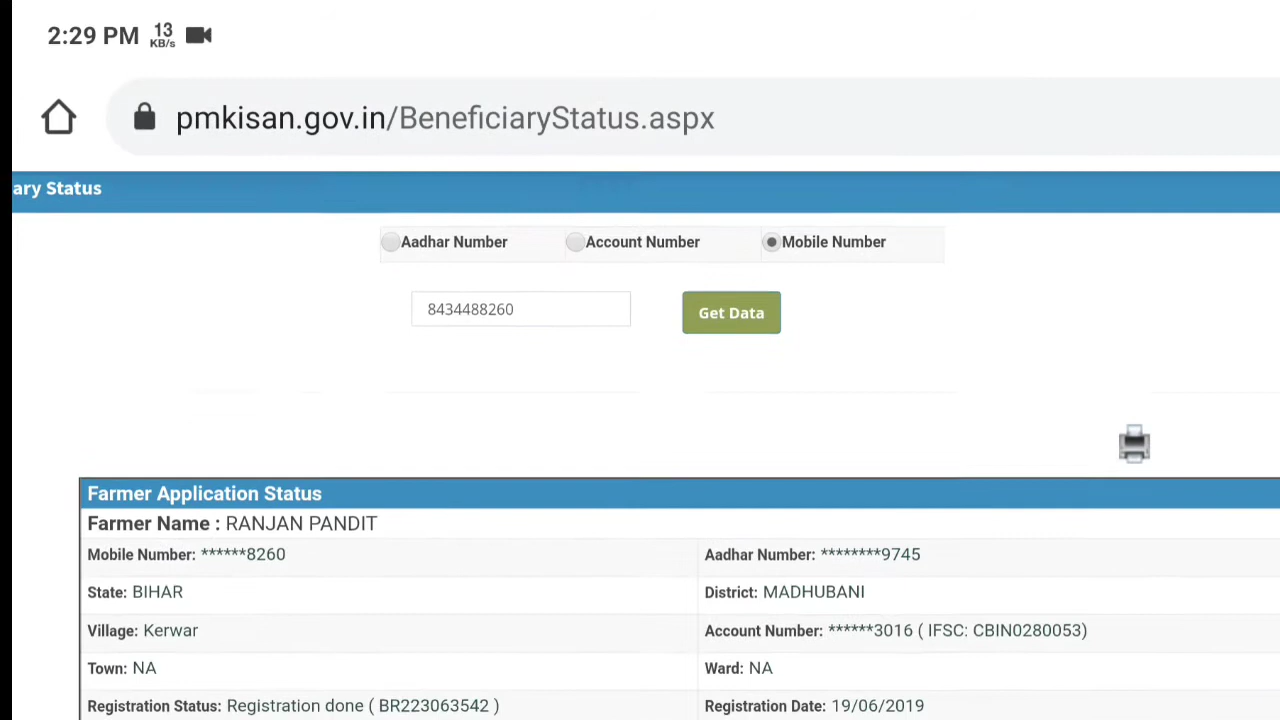 2:29 PM 13 KB/s
pmkisan.gov.in/BeneficiaryStatus.aspx
ary Status
Aadhar Number Account Number Mobile Number
8434488260 Get Data
Farmer Application Status
Farmer Name : RANJAN PANDIT
Mobile Number: ******8260 Aadhar Number: ********9745
State: BIHAR District: MADHUBANI
Village: Kerwar Account Number: ******3016 ( IFSC: CBIN0280053)
Town: NA Ward: NA
Registration Status: Registration done ( BR223063542 ) Registration Date: 19/06/2019